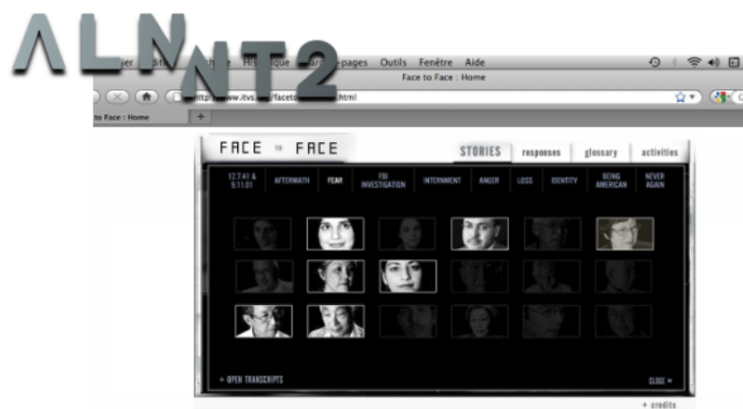 ALN
NT2
Outils Fenêtre Aide
Face to Face : Home
to Face : Home
FACE TO FACE
STORIES responses glossary activities
12.7.41 & 9.11.01 AFTERMATH FEAR FBI INVESTIGATION INTERNMENT ANGER LOSS IDENTITY BEING AMERICAN NEVER AGAIN
+ OPEN TRANSCRIPTS CLOSE
+ credits